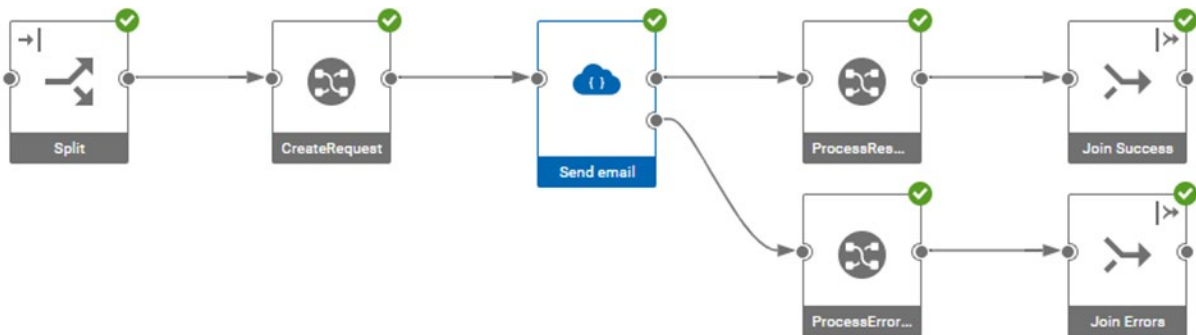 Split
CreateRequest
{ }
Send email
ProcessRes...
Join Success
ProcessError...
Join Errors